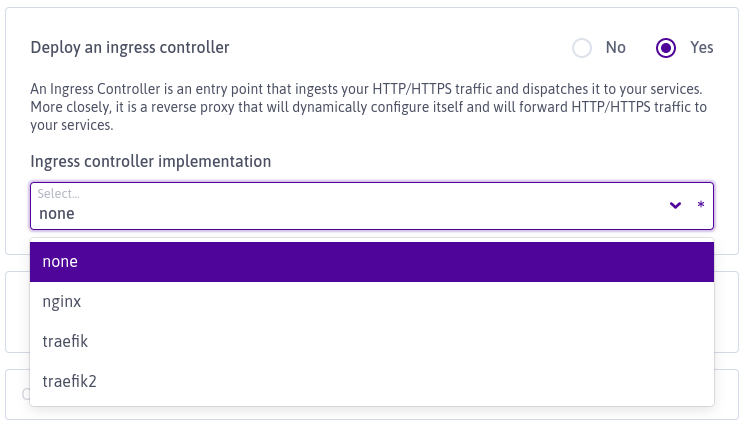 Deploy an ingress controller
No
Yes
An Ingress Controller is an entry point that ingests your HTTP/HTTPS traffic and dispatches it to your services.
More closely, it is a reverse proxy that will dynamically configure itself and will forward HTTP/HTTPS traffic to
your services.
Ingress controller implementation
Select...
none
*
none
nginx
traefik
traefik2